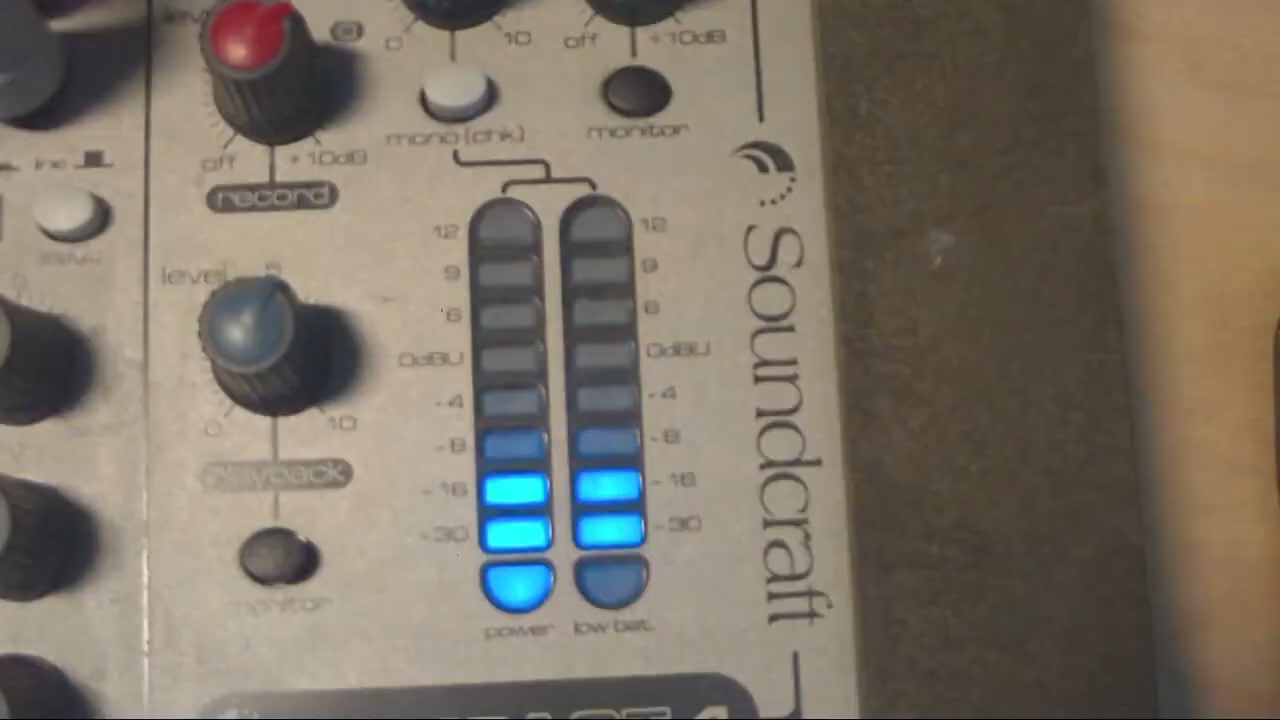 level
0 10 off +10dB
mono (chk) monitor
off +10dB
record
level
0 10
playback
monitor
12 12
9 9
6 6
0dBU 0dBU
-4 -4
-8 -8
-16 -16
-30 -30
power low bat.
Soundcraft